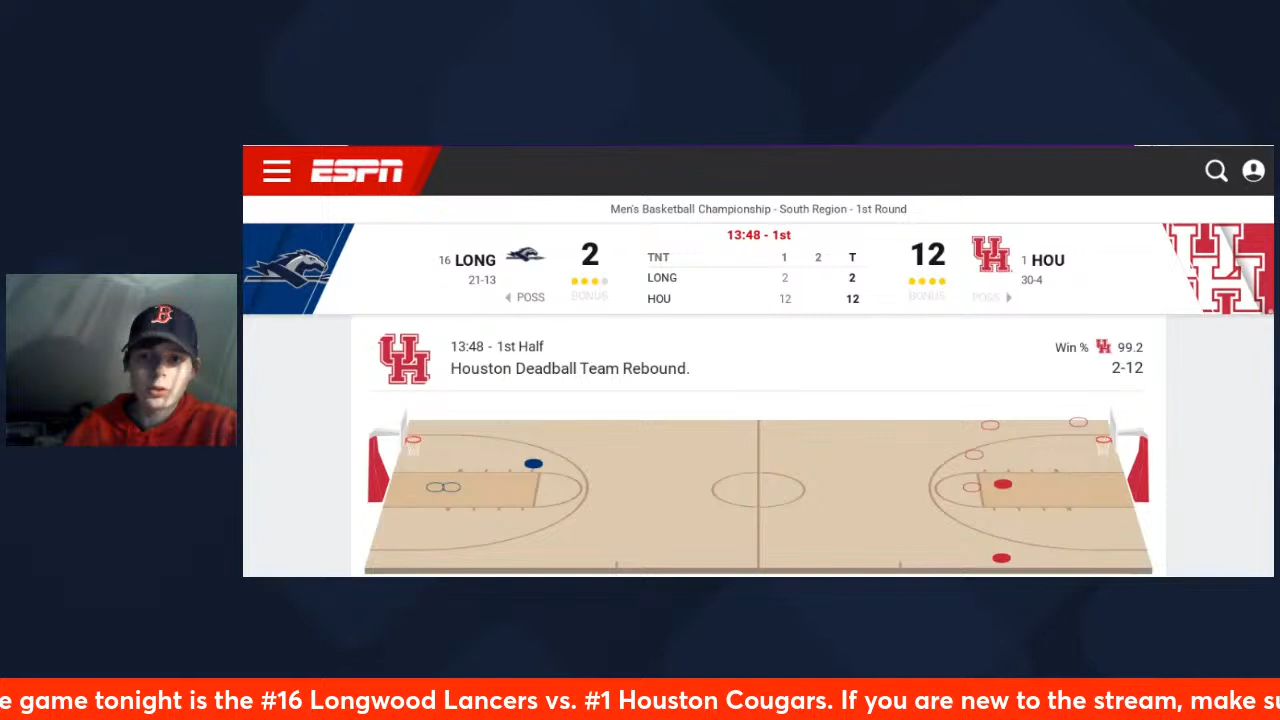 ESPN
Men's Basketball Championship - South Region - 1st Round
13:48 - 1st
16 LONG 2 TNT 1 2 T 12 1 HOU
21-13 LONG 2 2 30-4
POSS BONUS HOU 12 12 BONUS POSS
13:48 - 1st Half Win % 99.2
Houston Deadball Team Rebound. 2-12
B
e game tonight is the #16 Longwood Lancers vs. #1 Houston Cougars. If you are new to the stream, make su